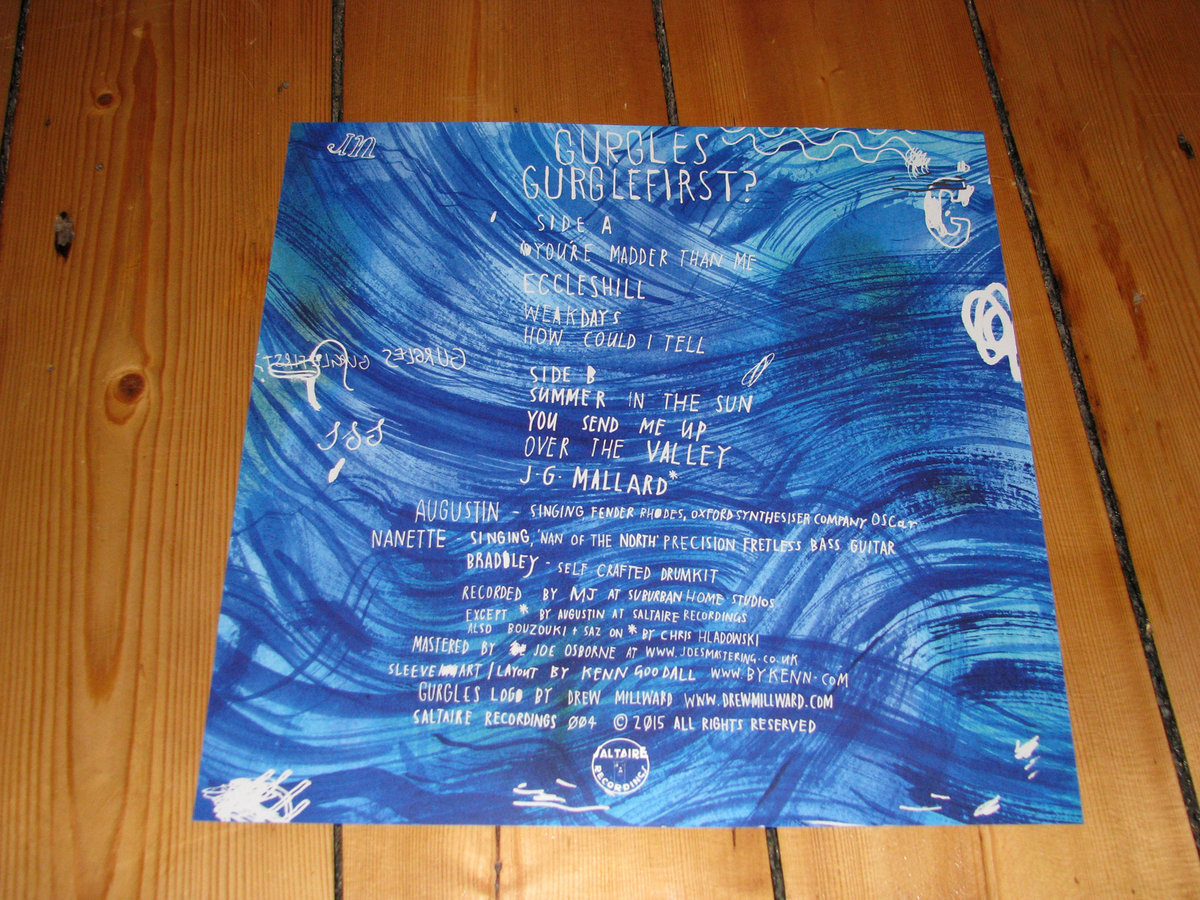 JM
GURGLES
GURGLEFIRST?
G
SIDE A
YOU'RE MADDER THAN ME
ECCLESHILL
WEAKDAYS
HOW COULD I TELL
GURGLES GURGLEFIRST?
SIDE B
SUMMER IN THE SUN
YOU SEND ME UP
OVER THE VALLEY
J.G. MALLARD*
AUGUSTIN - SINGING, FENDER RHODES, OXFORD SYNTHESISER COMPANY OSCar
NANETTE - SINGING, 'NAN OF THE NORTH' PRECISION FRETLESS BASS GUITAR
BRADDLEY - SELF CRAFTED DRUMKIT
RECORDED BY MJ AT SUBURBAN HOME STUDIOS
EXCEPT * BY AUGUSTIN AT SALTAIRE RECORDINGS
ALSO BOUZOUKI + SAZ ON * BY CHRIS HLADOWSKI
MASTERED BY JOE OSBORNE AT WWW.JOESMASTERING.CO.UK
SLEEVE ART / LAYOUT BY KENN GOODALL WWW.BYKENN.COM
GURGLES LOGO BY DREW MILLWARD WWW.DREWMILLWARD.COM
SALTAIRE RECORDINGS 004 © 2015 ALL RIGHTS RESERVED
SALTAIRE
RECORDINGS